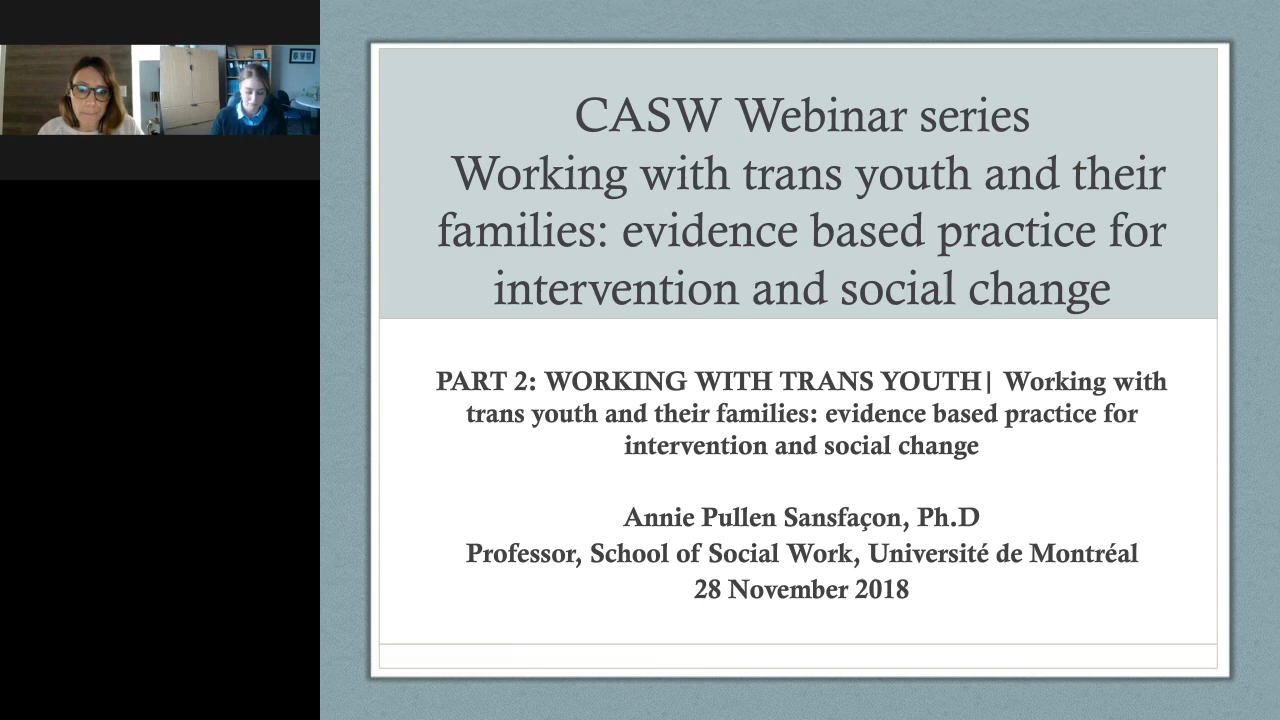 CASW Webinar series
Working with trans youth and their
families: evidence based practice for
intervention and social change
PART 2: WORKING WITH TRANS YOUTH| Working with
trans youth and their families: evidence based practice for
intervention and social change
Annie Pullen Sansfaçon, Ph.D
Professor, School of Social Work, Université de Montréal
28 November 2018